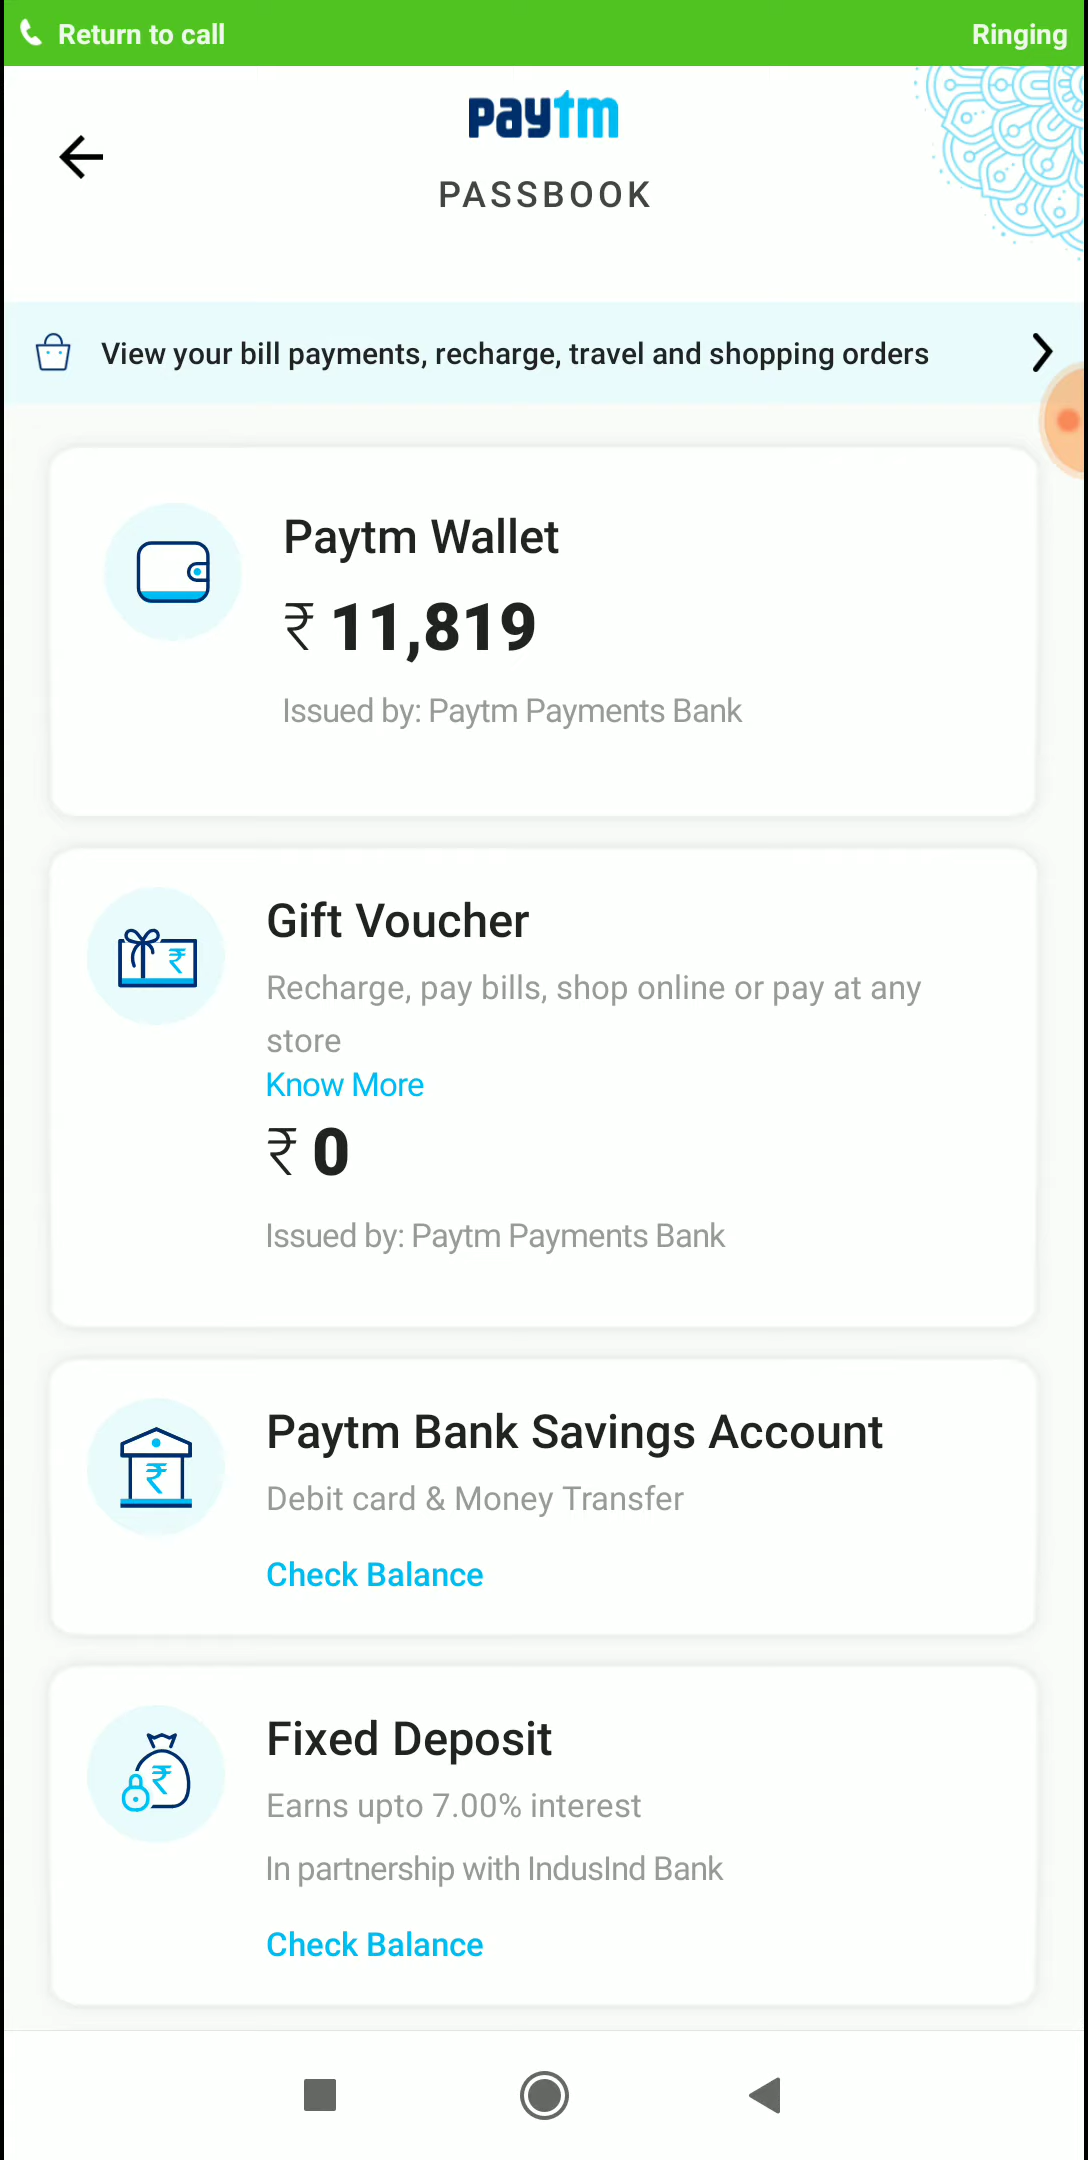 Return to call
Ringing
paytm
PASSBOOK
View your bill payments, recharge, travel and shopping orders
Paytm Wallet
₹ 11,819
Issued by: Paytm Payments Bank
Gift Voucher
Recharge, pay bills, shop online or pay at any
store
Know More
₹ 0
Issued by: Paytm Payments Bank
Paytm Bank Savings Account
Debit card & Money Transfer
Check Balance
Fixed Deposit
Earns upto 7.00% interest
In partnership with IndusInd Bank
Check Balance